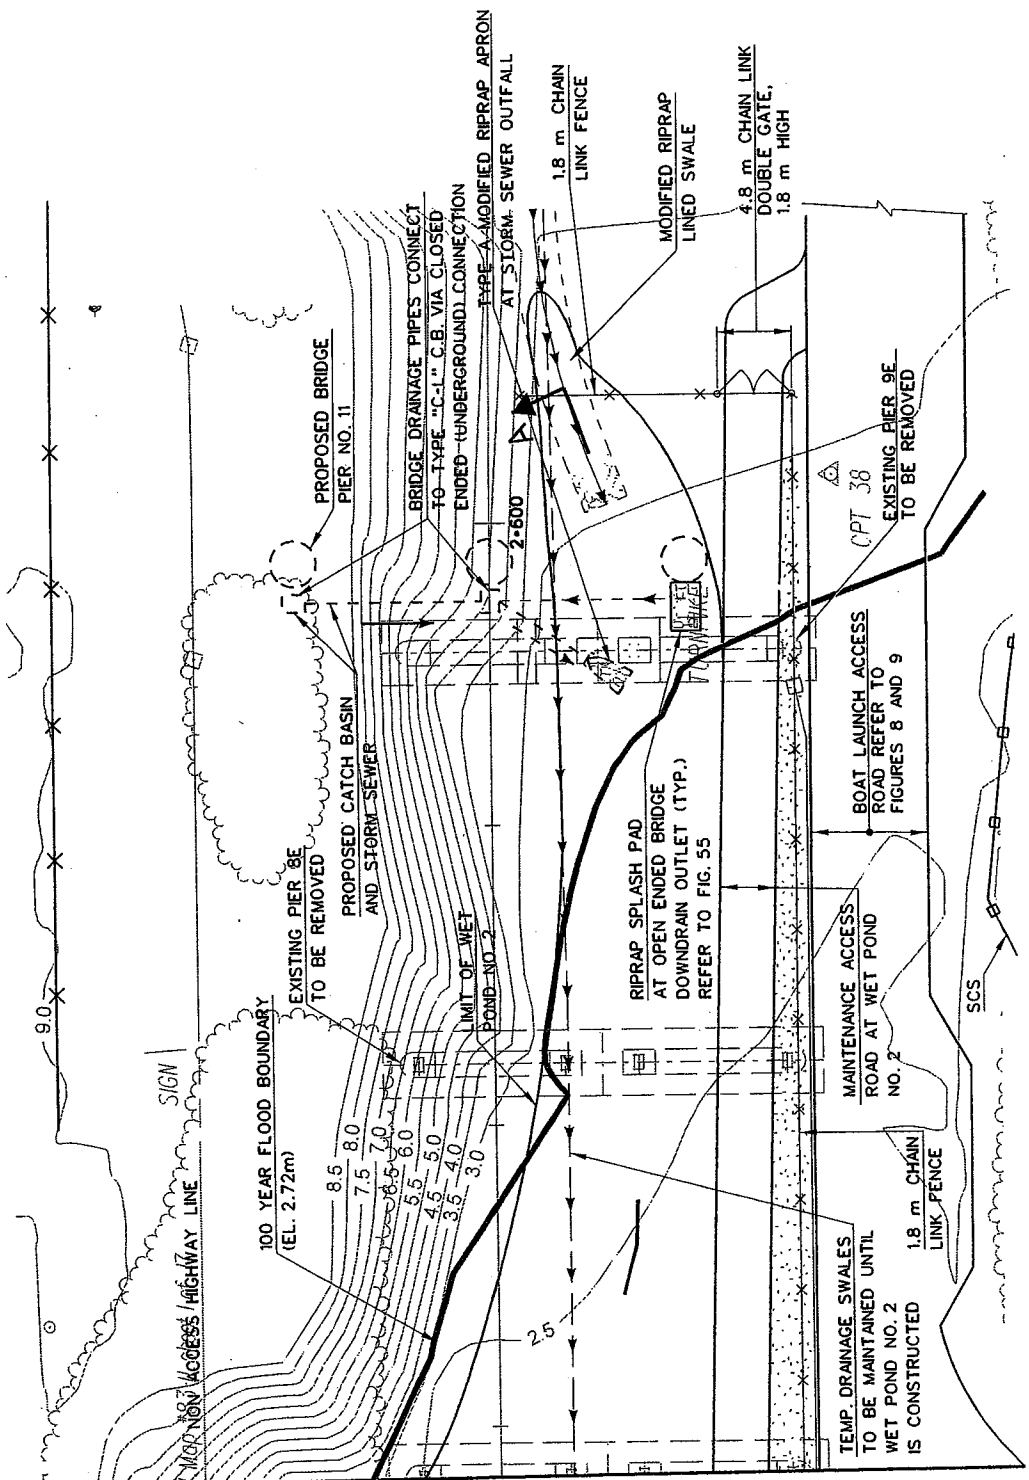 9.0
SIGN
NON ACCESS HIGHWAY LINE
100 YEAR FLOOD BOUNDARY
(EL. 2.72m)
EXISTING PIER 8E
TO BE REMOVED
PROPOSED CATCH BASIN
AND STORM SEWER
PROPOSED BRIDGE
PIER NO. 11
BRIDGE DRAINAGE PIPES CONNECT
TO TYPE "C-L" C.B. VIA CLOSED
ENDED (UNDERGROUND) CONNECTION
TYPE A MODIFIED RIPRAP APRON
AT STORM SEWER OUTFALL
1.8 m CHAIN
LINK FENCE
MODIFIED RIPRAP
LINED SWALE
4.8 m CHAIN LINK
DOUBLE GATE,
1.8 m HIGH
8.5
8.0
7.5
7.0
6.5
6.0
5.5
5.0
4.5
4.0
3.5
3.0
2.5
LIMIT OF WET
POND NO. 2
2+600
A
RIPRAP SPLASH PAD
AT OPEN ENDED BRIDGE
DOWNDRAIN OUTLET (TYP.)
REFER TO FIG. 55
CPT 38
EXISTING PIER 9E
TO BE REMOVED
BOAT LAUNCH ACCESS
ROAD REFER TO
FIGURES 8 AND 9
MAINTENANCE ACCESS
ROAD AT WET POND
NO. 2
SCS
1.8 m CHAIN
LINK FENCE
TEMP. DRAINAGE SWALES
TO BE MAINTAINED UNTIL
WET POND NO. 2
IS CONSTRUCTED